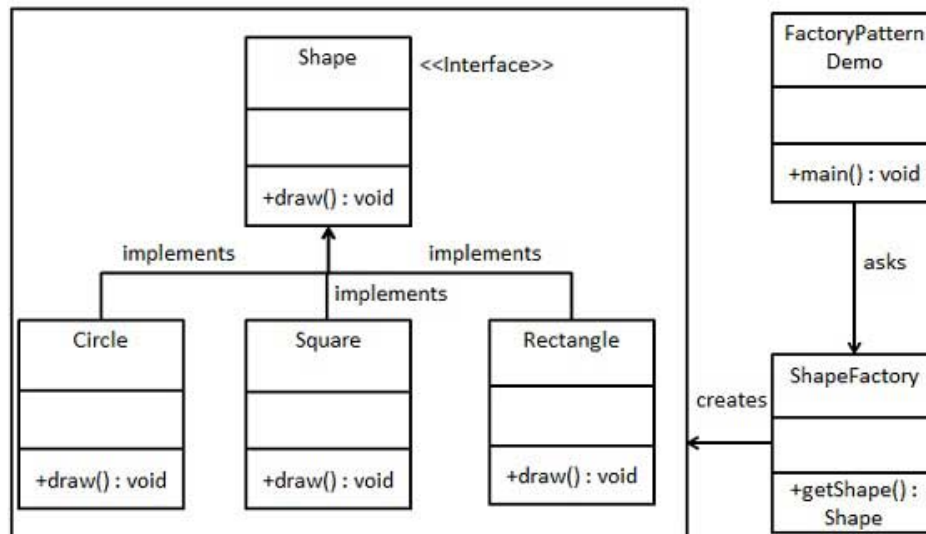 Shape
<<Interface>>
+draw() : void
implements
implements
implements
Circle
+draw() : void
Square
+draw() : void
Rectangle
+draw() : void
FactoryPattern
Demo
+main() : void
asks
ShapeFactory
+getShape() :
Shape
creates